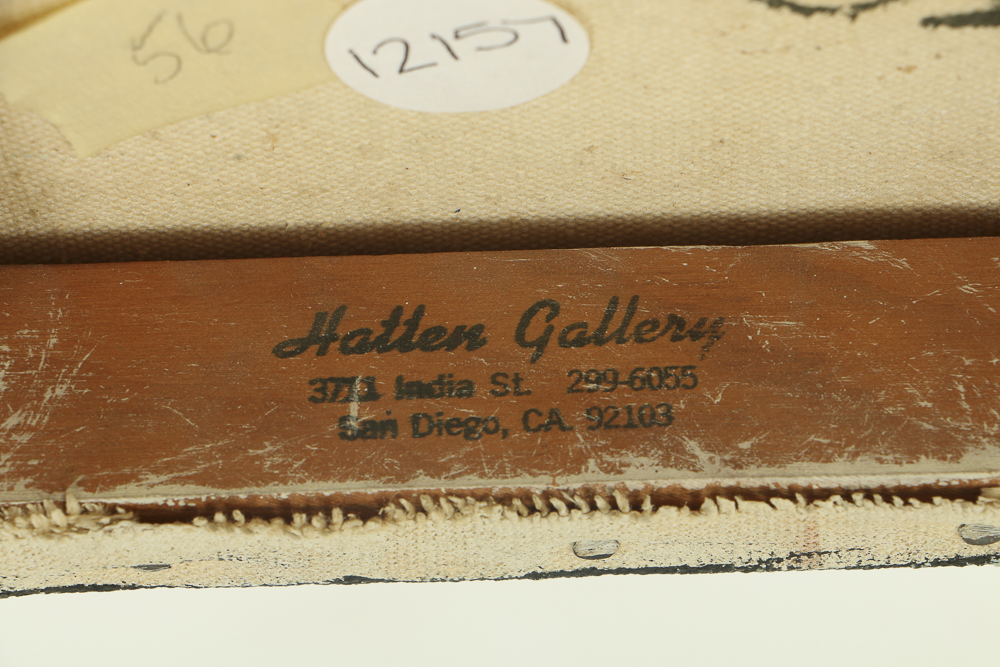 56
12157
Hatten Gallery
India St. 299-6055
San Diego, CA. 92103